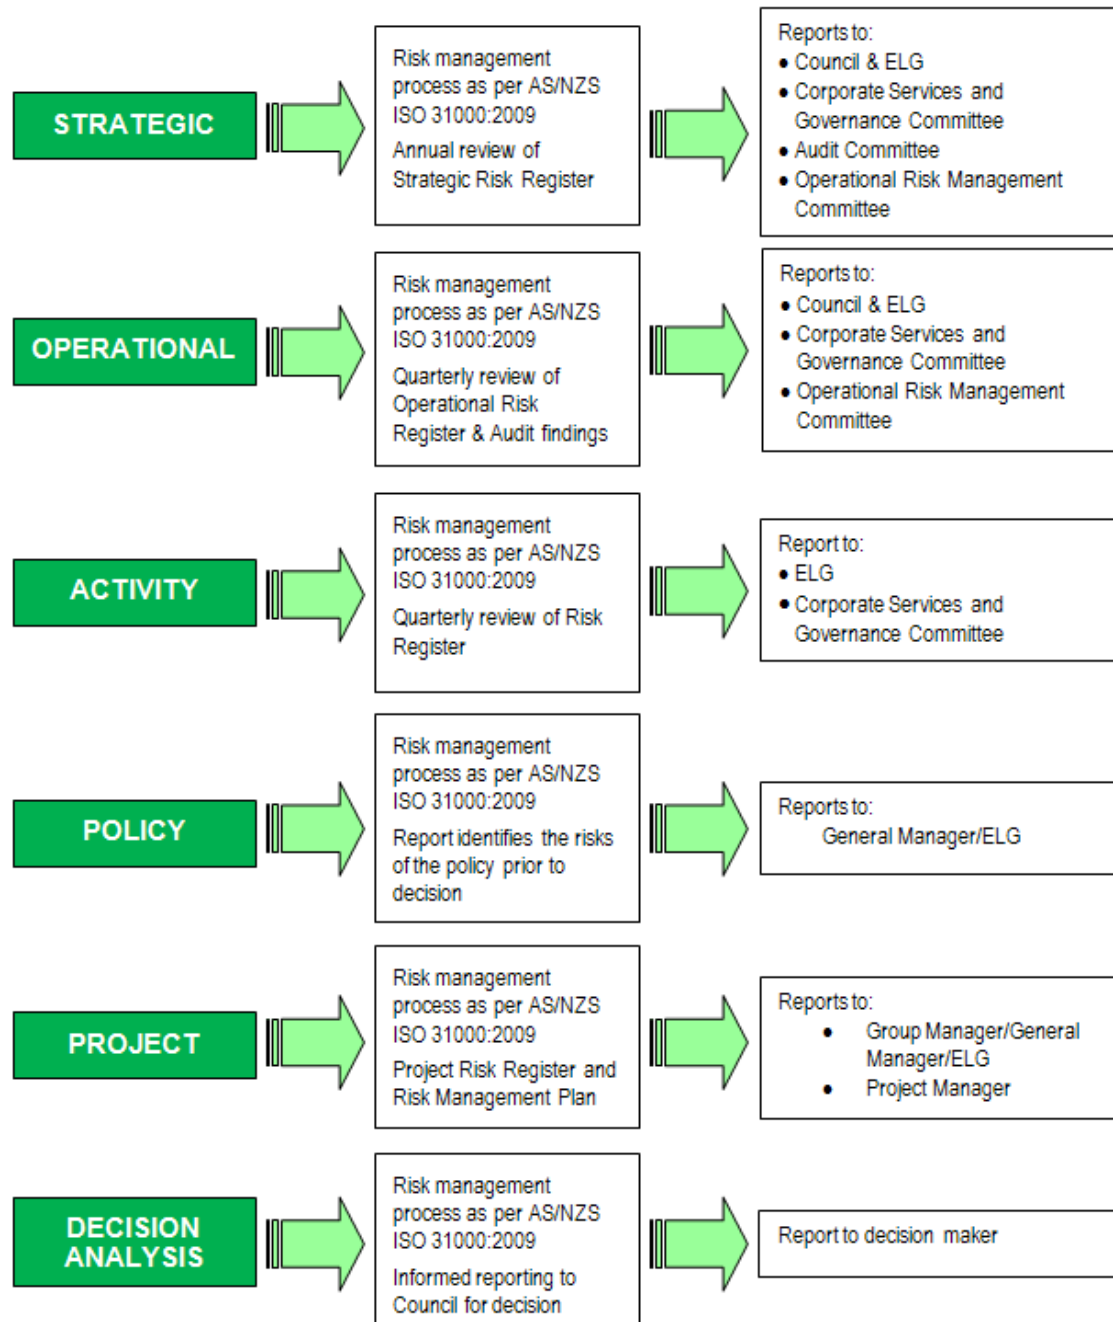 STRATEGIC
Risk management
process as per AS/NZS
ISO 31000:2009
Annual review of
Strategic Risk Register
Reports to:
● Council & ELG
● Corporate Services and
Governance Committee
● Audit Committee
● Operational Risk Management
Committee
OPERATIONAL
Risk management
process as per AS/NZS
ISO 31000:2009
Quarterly review of
Operational Risk
Register & Audit findings
Reports to:
● Council & ELG
● Corporate Services and
Governance Committee
● Operational Risk Management
Committee
ACTIVITY
Risk management
process as per AS/NZS
ISO 31000:2009
Quarterly review of Risk
Register
Report to:
● ELG
● Corporate Services and
Governance Committee
POLICY
Risk management
process as per AS/NZS
ISO 31000:2009
Report identifies the risks
of the policy prior to
decision
Reports to:
General Manager/ELG
PROJECT
Risk management
process as per AS/NZS
ISO 31000:2009
Project Risk Register and
Risk Management Plan
Reports to:
● Group Manager/General
Manager/ELG
● Project Manager
DECISION
ANALYSIS
Risk management
process as per AS/NZS
ISO 31000:2009
Informed reporting to
Council for decision
Report to decision maker